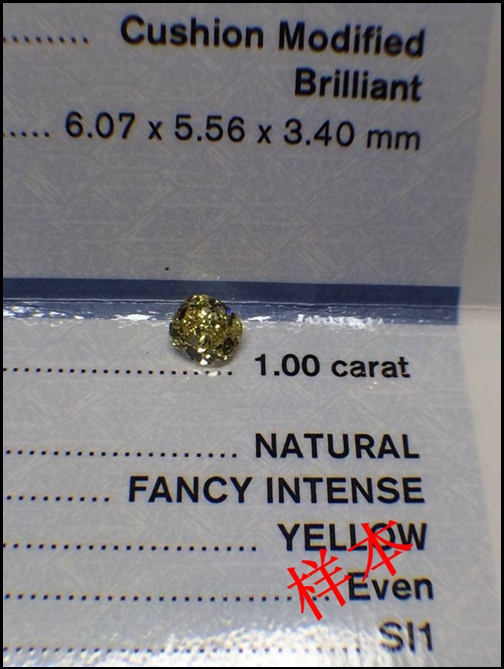 Cushion Modified
Brilliant
..... 6.07 x 5.56 x 3.40 mm
1.00 carat
NATURAL
FANCY INTENSE
YELLOW
样本
Even
SI1